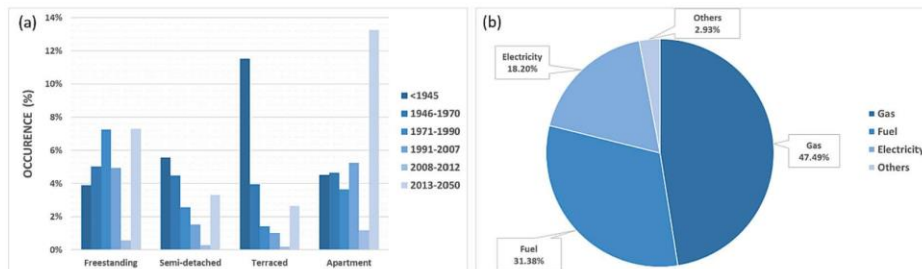 (a)
14%
12%
10%
8%
6%
4%
2%
0%
OCCURENCE (%)
Freestanding
Semi-detached
Terraced
Apartment
<1945
1946-1970
1971-1990
1991-2007
2008-2012
2013-2050
(b)
Others
2.93%
Electricity
18.20%
Gas
47.49%
Fuel
31.38%
Gas
Fuel
Electricity
Others